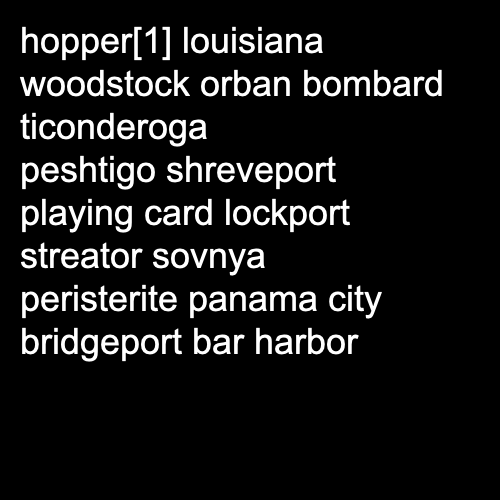 hopper[1] louisiana
woodstock orban bombard
ticonderoga
peshtigo shreveport
playing card lockport
streator sovnya
peristerite panama city
bridgeport bar harbor